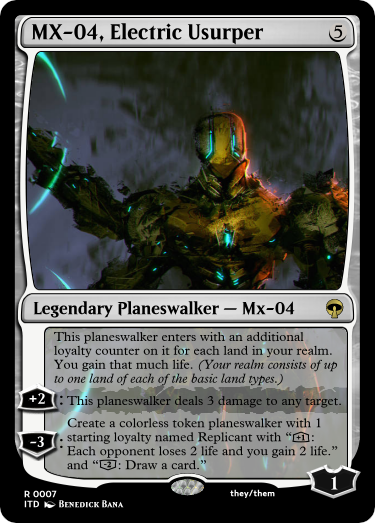 MX-04, Electric Usurper 5
Legendary Planeswalker — Mx-04
This planeswalker enters with an additional
loyalty counter on it for each land in your realm.
You gain that much life. (Your realm consists of up
to one land of each of the basic land types.)
+2: This planeswalker deals 3 damage to any target.
Create a colorless token planeswalker with 1
-3: starting loyalty named Replicant with “+1:
Each opponent loses 2 life and you gain 2 life.”
and “-2: Draw a card.”
1
R 0007
ITD Benedick Bana
they/them